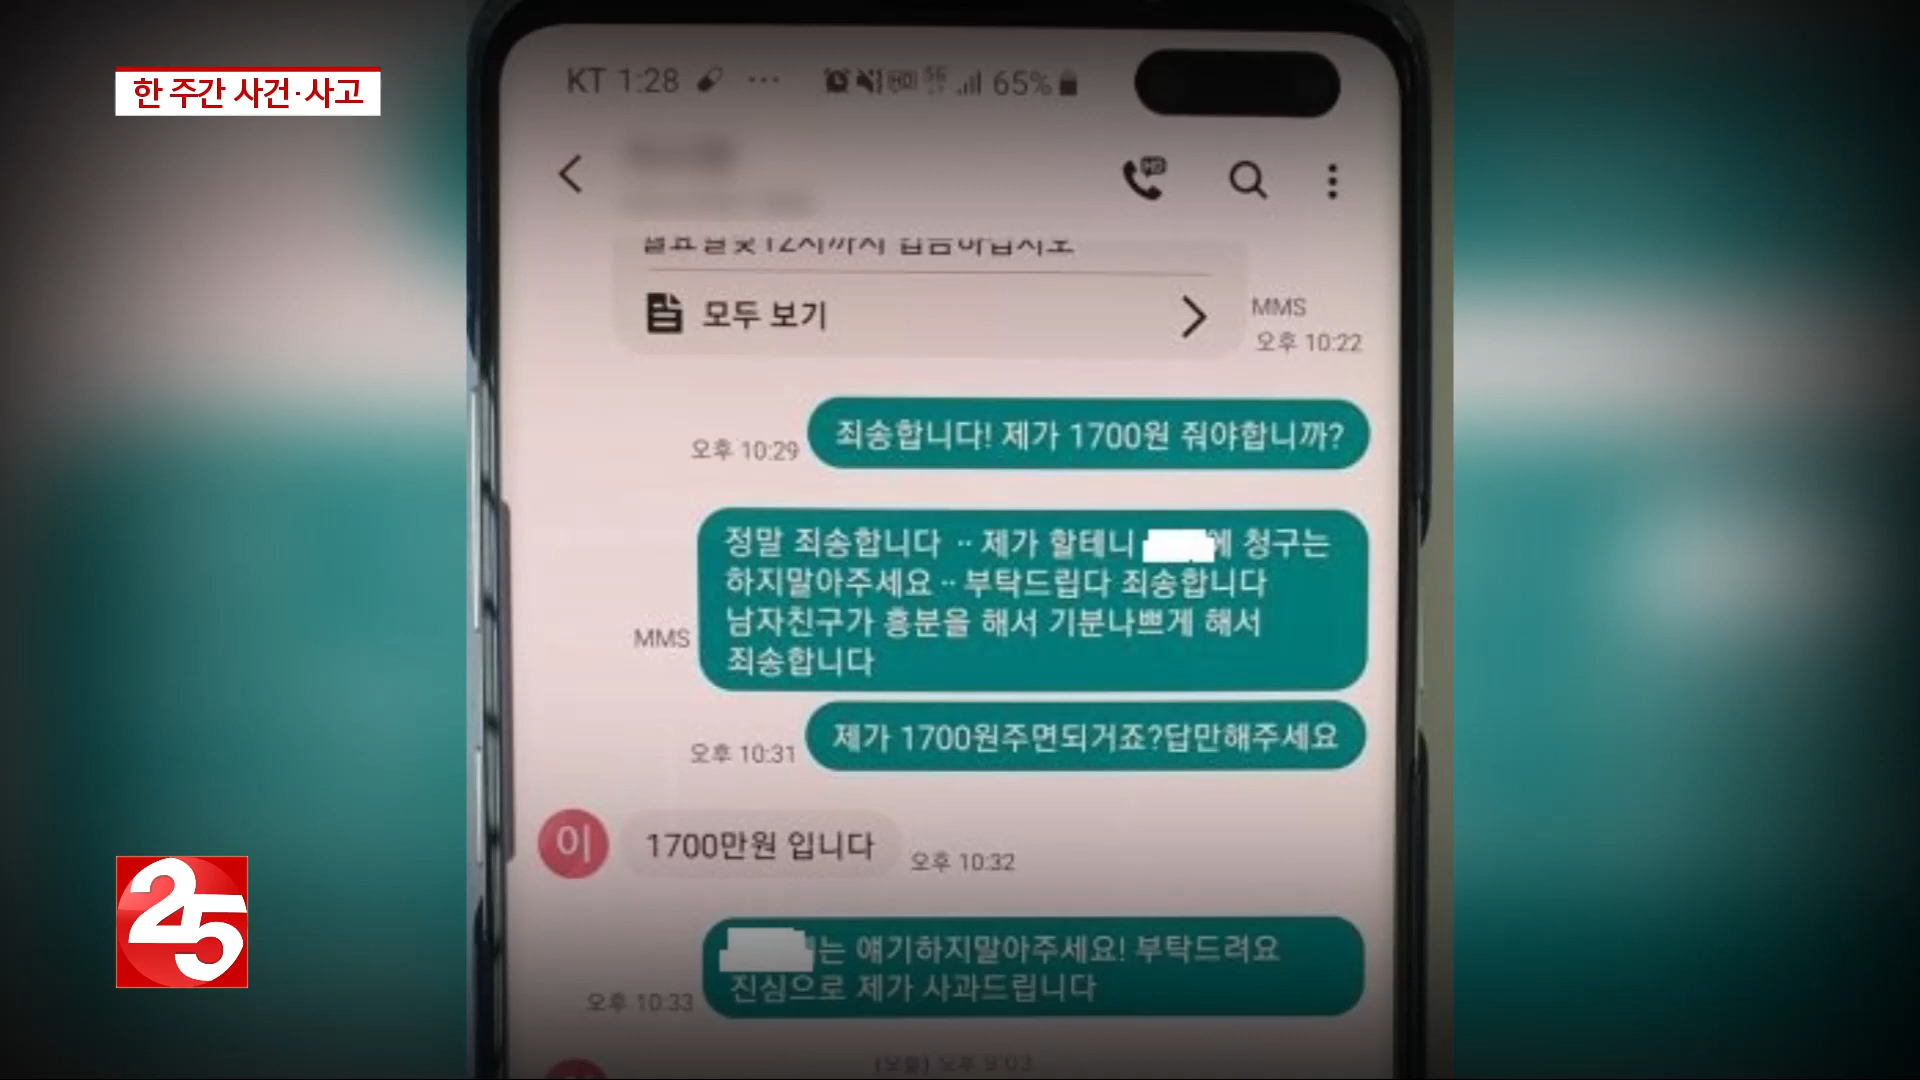 한 주간 사건·사고
KT 1:28
65%
모두 보기
MMS
오후 10:22
죄송합니다! 제가 1700원 줘야합니까?
오후 10:29
정말 죄송합니다 ·· 제가 할테니 에 청구는
하지말아주세요 ·· 부탁드립다 죄송합니다
남자친구가 흥분을 해서 기분나쁘게 해서
죄송합니다
MMS
제가 1700원주면되거죠?답만해주세요
오후 10:31
이
1700만원 입니다
오후 10:32
는 얘기하지말아주세요! 부탁드려요
진심으로 제가 사과드립니다
오후 10:33
25